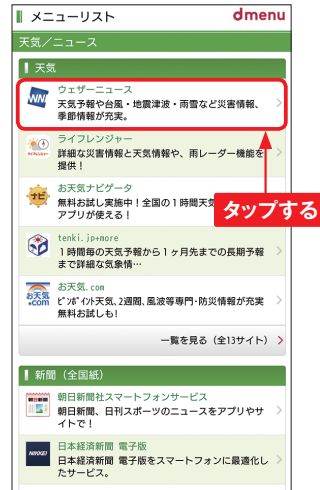 メニューリスト
dmenu
天気／ニュース
天気
WNI
ウェザーニュース
天気予報や台風・地震津波・雨雪など災害情報、
季節情報が充実。
ライフレンジャー
詳細な災害情報と天気情報や、雨レーダー機能を
提供！
ナビ
お天気ナビゲータ
無料お試し実施中！全国の１時間天気
アプリが使える！
タップする
tenki.jp+more
１時間毎の天気予報から１ヶ月先までの長期予報
まで詳細な気象情…
お天気
.com
お天気.com
ﾋﾟﾝﾎﾟｲﾝﾄ天気、2週間、風波等専門･防災情報が充実
無料お試しも!
一覧を見る（全13サイト）
新聞（全国紙）
朝日新聞社スマートフォンサービス
朝日新聞、日刊スポーツのニュースをアプリやサ
イトで！
NIKKEI
日本経済新聞 電子版
日本経済新聞 電子版をスマートフォンに最適化し
たサービス。